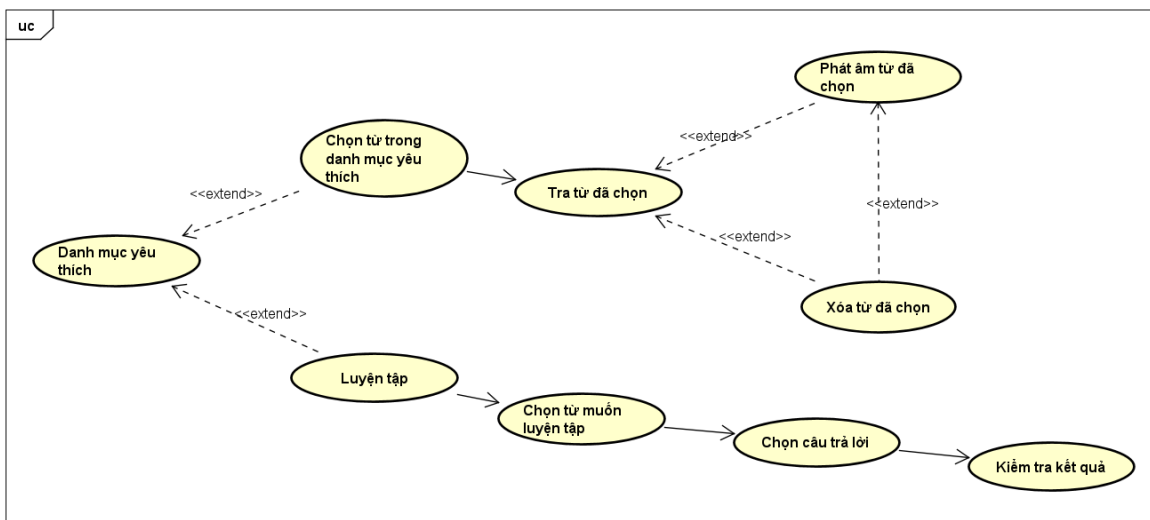 uc
Phát âm từ đã
chọn
<<extend>>
Chọn từ trong
danh mục yêu
thích
<<extend>>
Tra từ đã chọn
<<extend>>
<<extend>>
Danh mục yêu
thích
Xóa từ đã chọn
<<extend>>
Luyện tập
Chọn từ muốn
luyện tập
Chọn câu trả lời
Kiểm tra kết quả